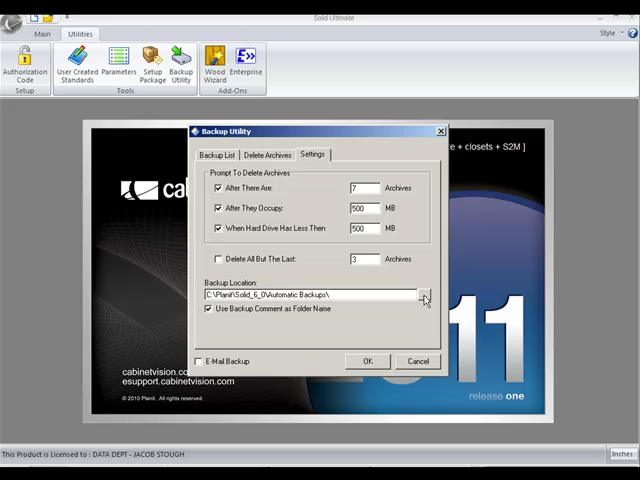 Solid Ultimate
Main
Utilities
Style
Authorization
Code
User Created
Standards
Parameters
Setup
Package
Backup
Utility
Wood
Wizard
Enterprise
Setup
Tools
Add-Ons
Backup Utility
Backup List
Delete Archives
Settings
e + closets + S2M ]
Prompt To Delete Archives
After There Are:
7
Archives
After They Occupy:
500
MB
When Hard Drive Has Less Then
500
MB
Delete All But The Last:
3
Archives
Backup Location:
C:\Planit\Solid_6_0\Automatic Backups\
Use Backup Comment as Folder Name
E-Mail Backup
OK
Cancel
cabinetvision.co
esupport.cabinetvision.com
© 2010 Planit. All rights reserved.
11
release one
This Product is Licensed to : DATA DEPT - JACOB STOUGH
Inches